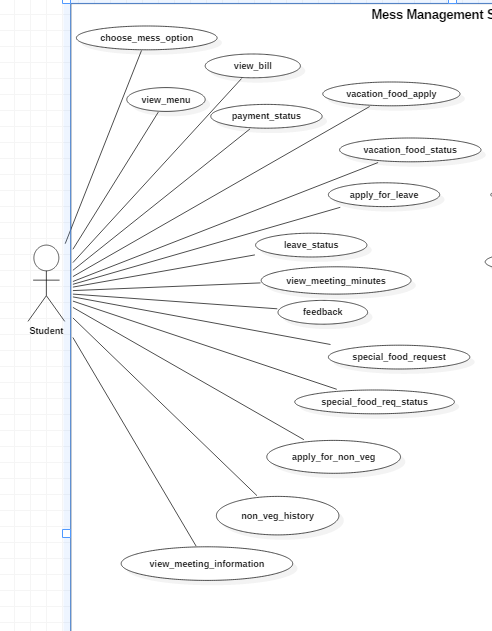 Mess Management S
choose_mess_option
view_bill
view_menu
vacation_food_apply
payment_status
vacation_food_status
apply_for_leave
leave_status
view_meeting_minutes
feedback
Student
special_food_request
special_food_req_status
apply_for_non_veg
non_veg_history
view_meeting_information